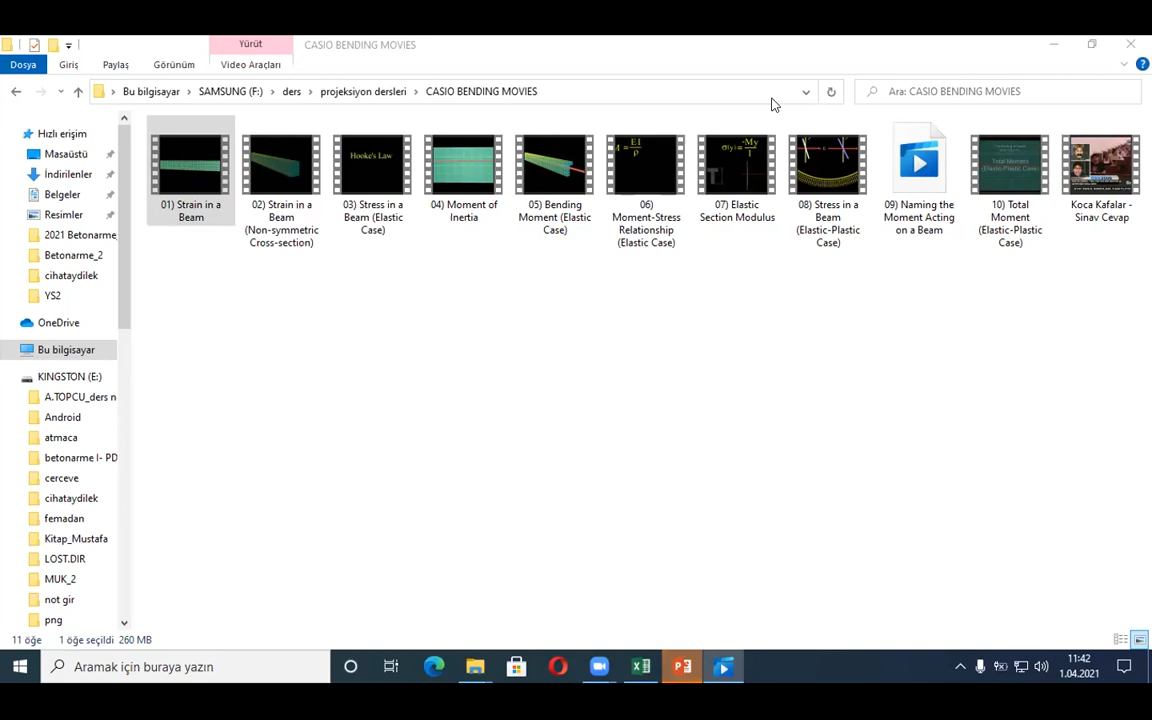 Yürüt
CASIO BENDING MOVIES
Dosya
Giriş
Paylaş
Görünüm
Video Araçları
Bu bilgisayar
SAMSUNG (F:)
ders
projeksiyon dersleri
CASIO BENDING MOVIES
Ara: CASIO BENDING MOVIES
Hızlı erişim
Masaüstü
İndirilenler
Belgeler
Resimler
2021 Betonarme_
Betonarme_2
cihataydilek
YS2
OneDrive
Bu bilgisayar
KINGSTON (E:)
A.TOPCU_ders n
Android
atmaca
betonarme I- PD
cerceve
cihataydilek
femadan
Kitap_Mustafa
LOST.DIR
MUK_2
not gir
png
01) Strain in a
Beam
02) Strain in a
Beam
(Non-symmetric
Cross-section)
Hooke's Law
03) Stress in a
Beam (Elastic
Case)
04) Moment of
Inertia
05) Bending
Moment (Elastic
Case)
06)
Moment-Stress
Relationship
(Elastic Case)
07) Elastic
Section Modulus
08) Stress in a
Beam
(Elastic-Plastic
Case)
09) Naming the
Moment Acting
on a Beam
Total Moment
(Elastic-Plastic Case)
10) Total
Moment
(Elastic-Plastic
Case)
Koca Kafalar -
Sınav Cevap
11 öğe
1 öğe seçildi 260 MB
Aramak için buraya yazın
11:42
1.04.2021